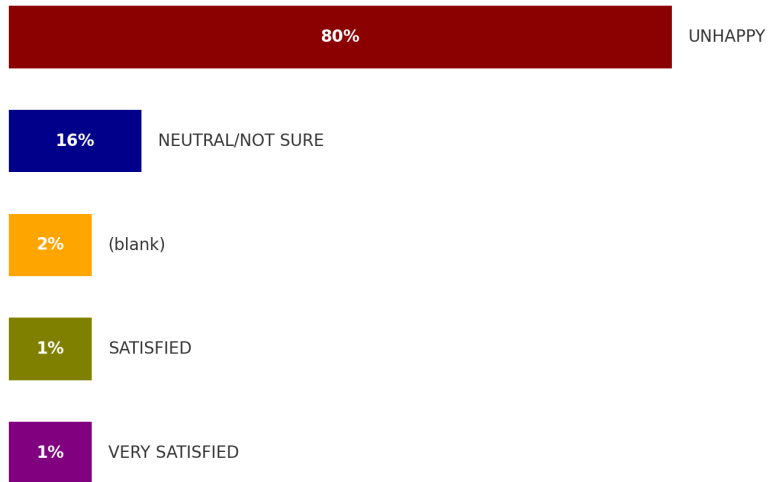 80% UNHAPPY
16% NEUTRAL/NOT SURE
2% (blank)
1% SATISFIED
1% VERY SATISFIED